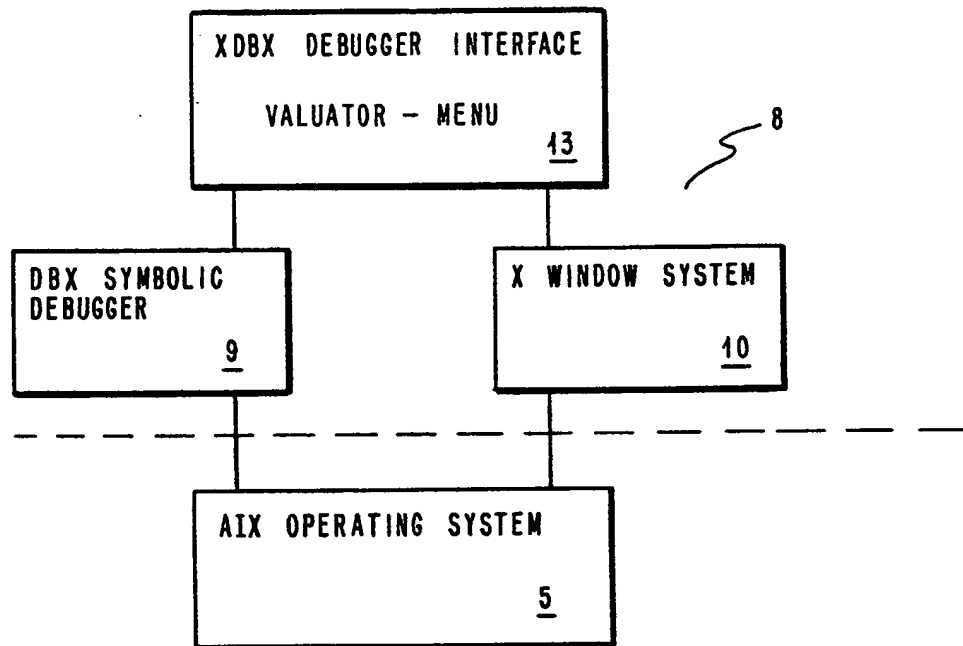 XDBX DEBUGGER INTERFACE
VALUATOR – MENU
13
8
DBX SYMBOLIC
DEBUGGER
9
X WINDOW SYSTEM
10
AIX OPERATING SYSTEM
5